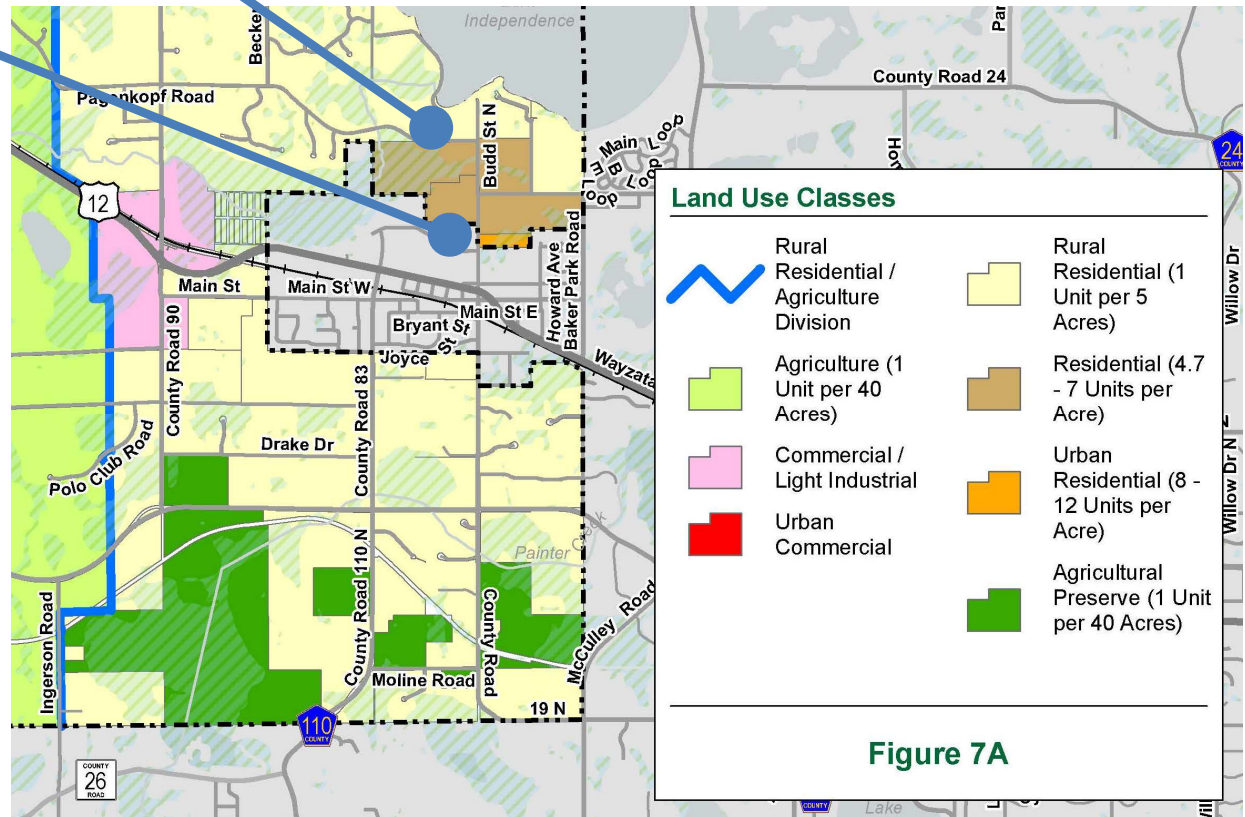 Independence
Becker
Par
County Road 24
Pagenkopf Road
Budd St N
Main Loop
B Loop
E Loop
Hol
24
COUNTY
12
Howard Ave
Baker Park Road
Main St
Main St W
Main St E
Bryant St
Joyce St
Wayzata
County Road 90
County Road 83
Drake Dr
Polo Club Road
County Road 110 N
Painter Creek
County Road
McCulley Road
Ingerson Road
Moline Road
19 N
110
COUNTY
COUNTY
26
ROAD
Land Use Classes
Rural
Residential /
Agriculture
Division
Agriculture (1
Unit per 40
Acres)
Commercial /
Light Industrial
Urban
Commercial
Rural
Residential (1
Unit per 5
Acres)
Residential (4.7
- 7 Units per
Acre)
Urban
Residential (8 -
12 Units per
Acre)
Agricultural
Preserve (1 Unit
per 40 Acres)
Figure 7A
Willow Dr
Willow Dr N
COUNTY
Lake